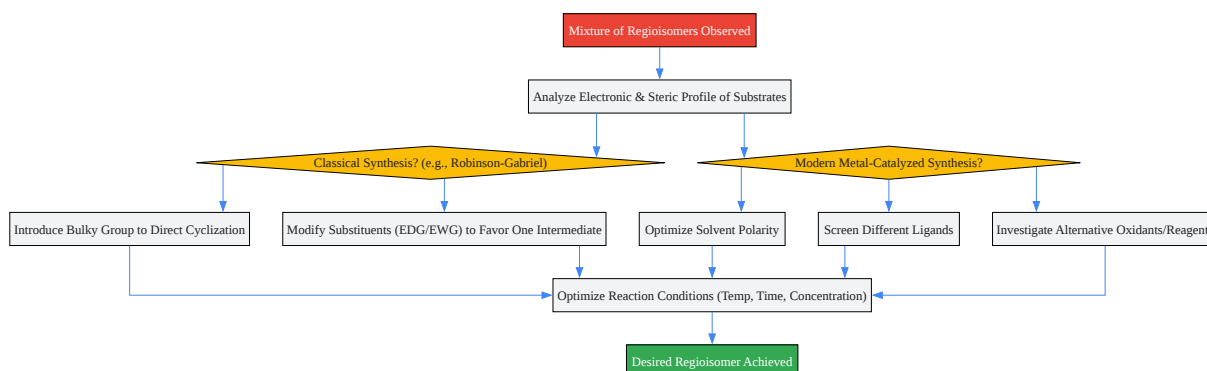 Mixture of Regioisomers Observed
Analyze Electronic & Steric Profile of Substrates
Classical Synthesis? (e.g., Robinson-Gabriel)
Modern Metal-Catalyzed Synthesis?
Introduce Bulky Group to Direct Cyclization
Modify Substituents (EDG/EWG) to Favor One Intermediate
Optimize Solvent Polarity
Screen Different Ligands
Investigate Alternative Oxidants/Reagent
Optimize Reaction Conditions (Temp, Time, Concentration)
Desired Regioisomer Achieved